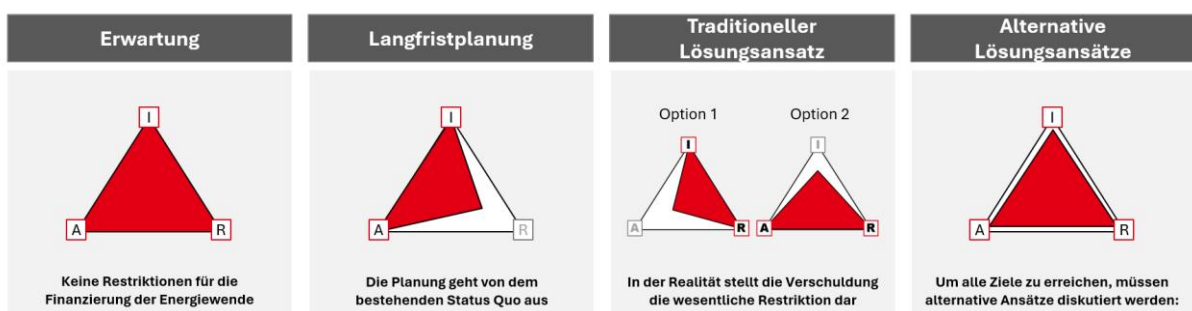 Erwartung
I
A
R
Keine Restriktionen für die
Finanzierung der Energiewende
Langfristplanung
I
A
R
Die Planung geht von dem
bestehenden Status Quo aus
Traditioneller
Lösungsansatz
Option 1
Option 2
I
A
R
I
A
R
In der Realität stellt die Verschuldung
die wesentliche Restriktion dar
Alternative
Lösungsansätze
I
A
R
Um alle Ziele zu erreichen, müssen
alternative Ansätze diskutiert werden: